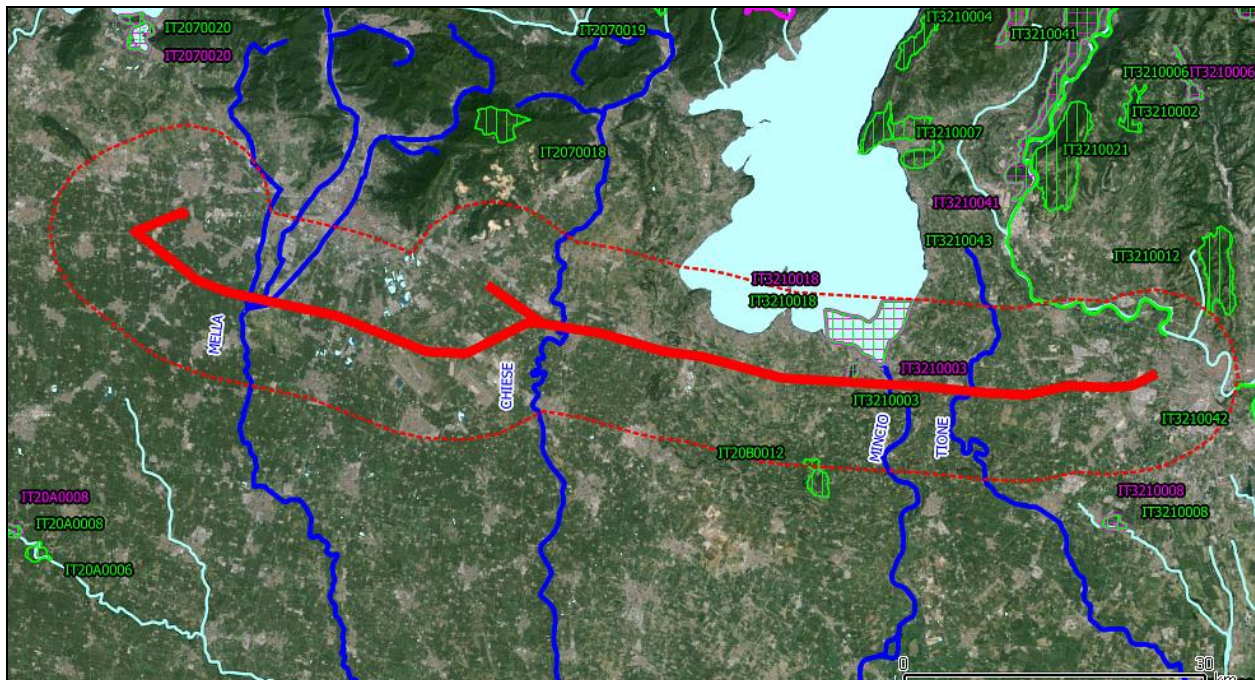 IT2070020
IT2070020
IT2070019
IT3210004
IT3210041
IT3210006
IT3210006
IT3210002
IT3210007
IT2070018
IT3210021
IT3210041
IT3210043
IT3210012
IT3210018
IT3210018
MELLA
CHIESE
IT3210003
IT3210003
MINCIO
TIONE
IT3210042
IT20B0012
IT20A0008
IT20A0008
IT3210008
IT3210008
IT20A0006
0
30
km